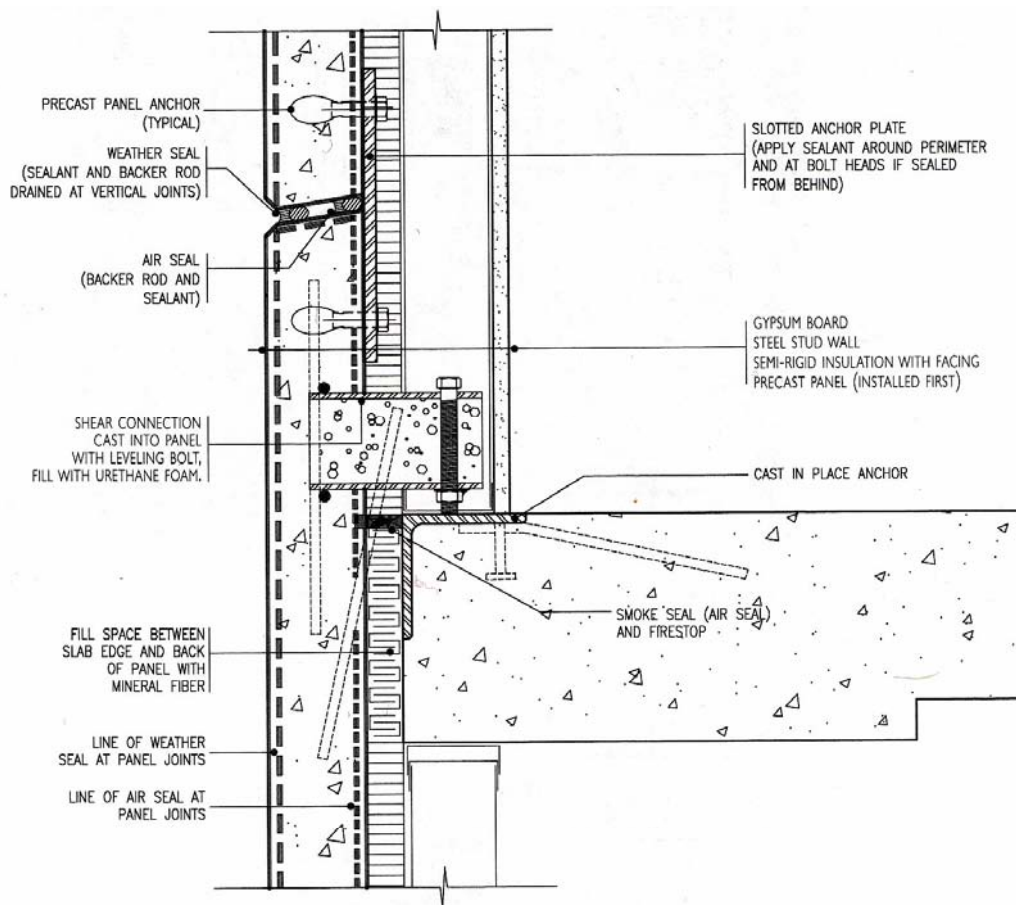 PRECAST PANEL ANCHOR
(TYPICAL)
WEATHER SEAL
(SEALANT AND BACKER ROD
DRAINED AT VERTICAL JOINTS)
AIR SEAL
(BACKER ROD AND
SEALANT)
SHEAR CONNECTION
CAST INTO PANEL
WITH LEVELING BOLT,
FILL WITH URETHANE FOAM.
FILL SPACE BETWEEN
SLAB EDGE AND BACK
OF PANEL WITH
MINERAL FIBER
LINE OF WEATHER
SEAL AT PANEL JOINTS
LINE OF AIR SEAL AT
PANEL JOINTS
SLOTTED ANCHOR PLATE
(APPLY SEALANT AROUND PERIMETER
AND AT BOLT HEADS IF SEALED
FROM BEHIND)
GYPSUM BOARD
STEEL STUD WALL
SEMI-RIGID INSULATION WITH FACING
PRECAST PANEL (INSTALLED FIRST)
CAST IN PLACE ANCHOR
SMOKE SEAL (AIR SEAL)
AND FIRESTOP